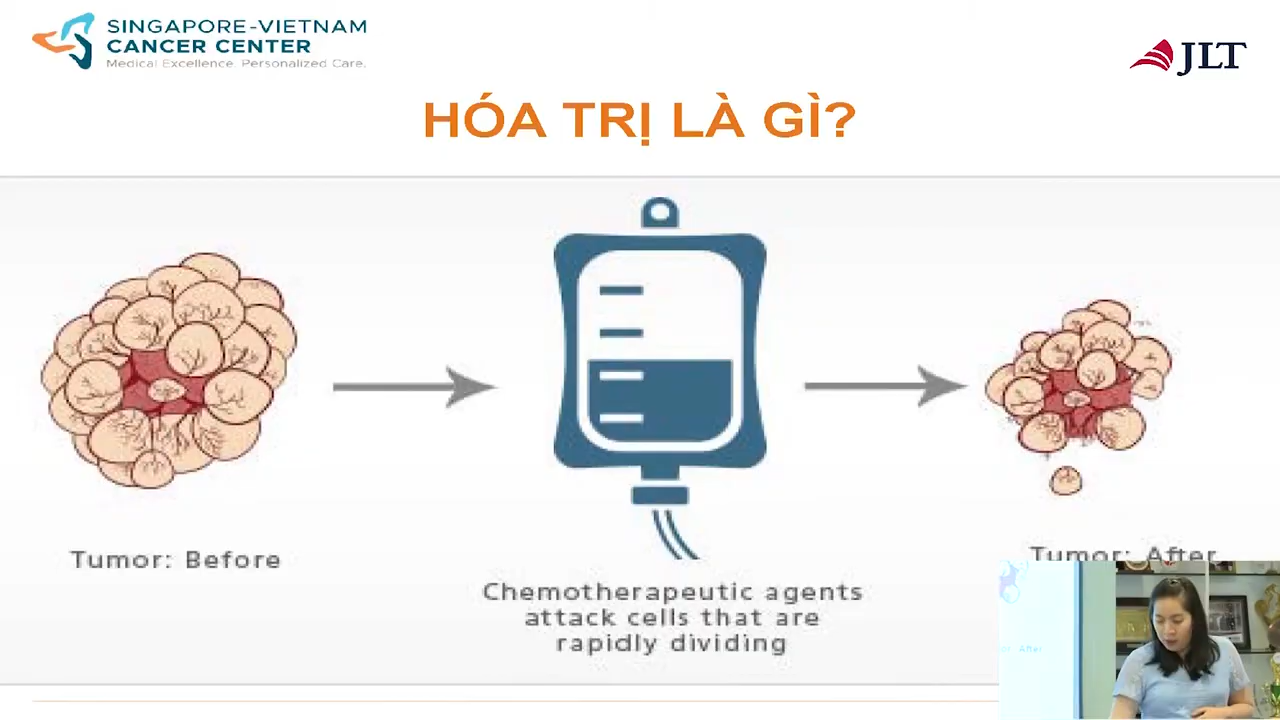 SINGAPORE-VIETNAM
CANCER CENTER
Medical Excellence. Personalized Care.
JLT
HÓA TRỊ LÀ GÌ?
Tumor: Before
Chemotherapeutic agents
attack cells that are
rapidly dividing
Tumor: After
After